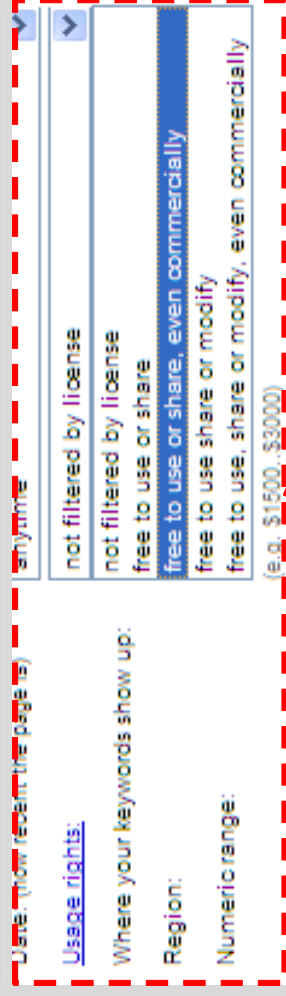 Date: (how recent the page is)
anytime
Usage rights:
not filtered by license
not filtered by license
Where your keywords show up:
free to use or share
Region:
free to use or share, even commercially
free to use share or modify
Numeric range:
free to use, share or modify, even commercially
(e.g. $1500..$3000)